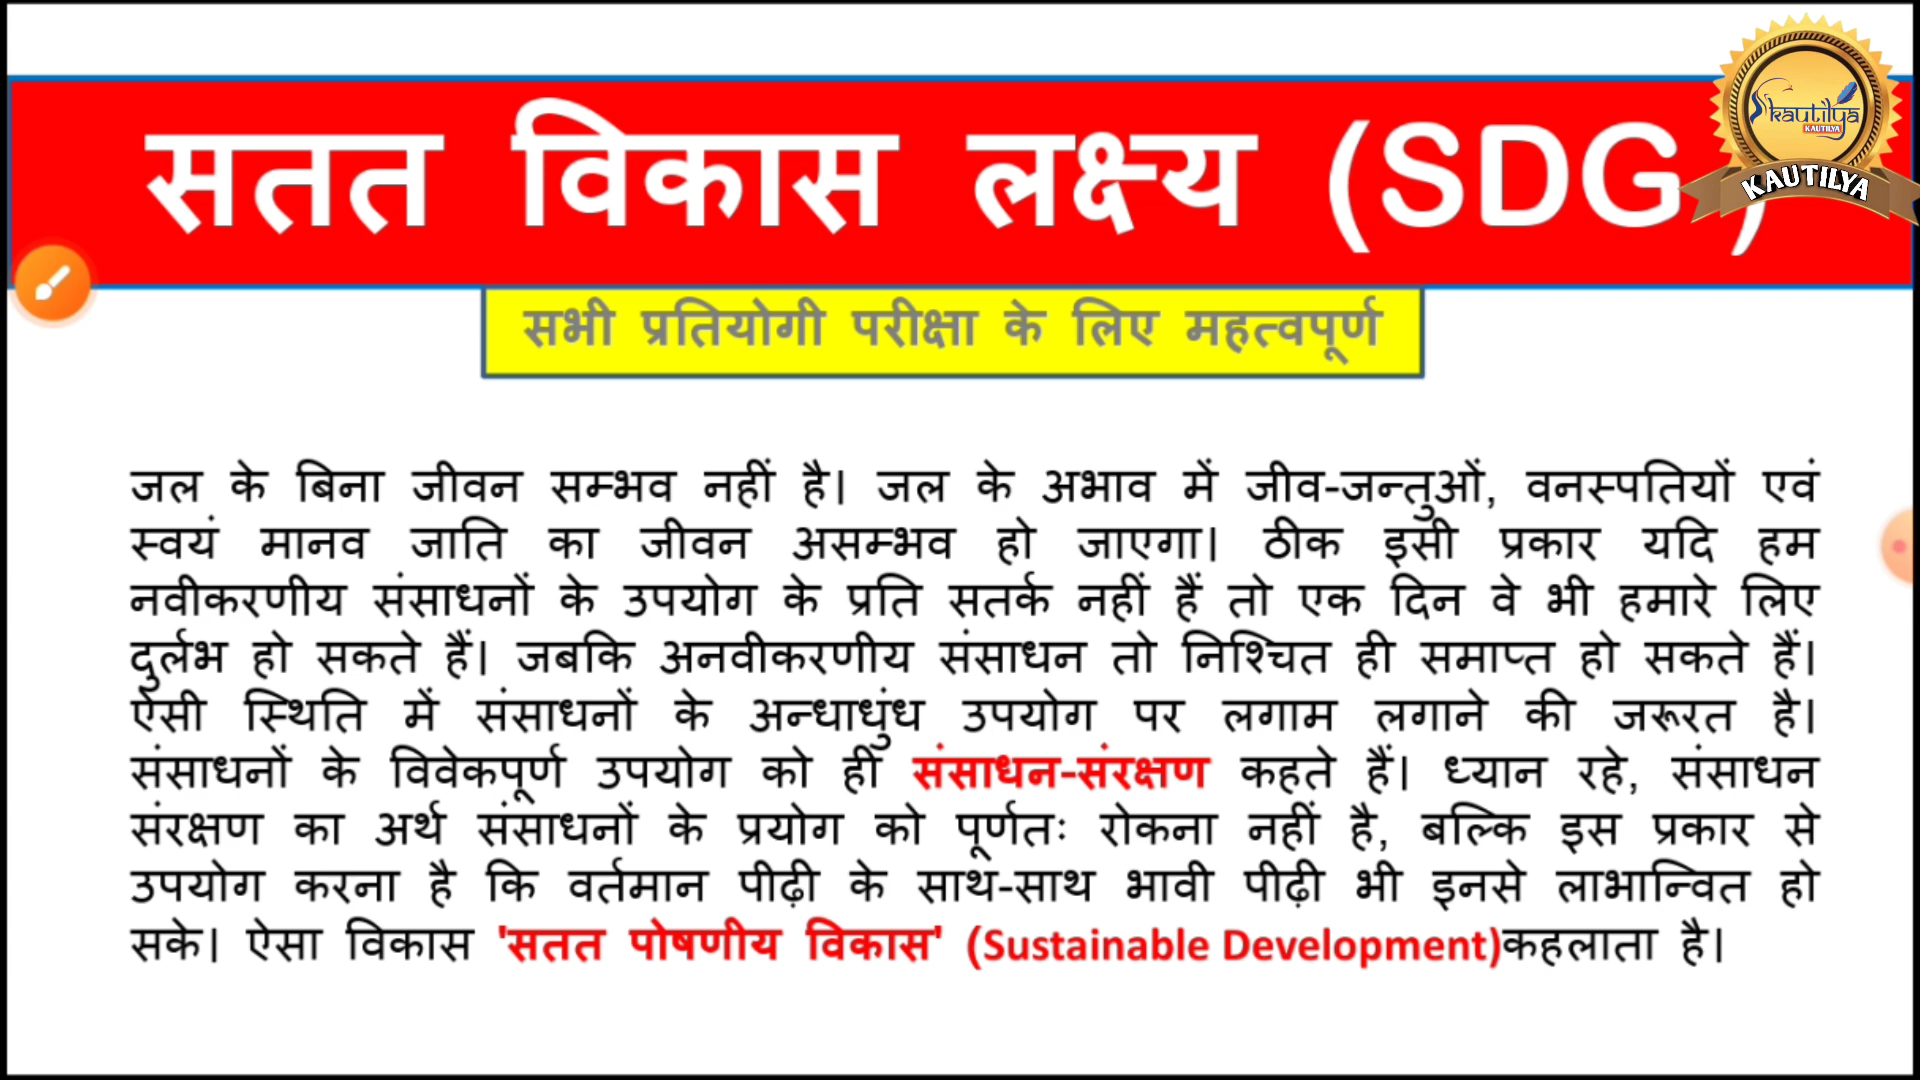 सतत विकास लक्ष्य (SDG )
kautilya
KAUTILYA
KAUTILYA
सभी प्रतियोगी परीक्षा के लिए महत्वपूर्ण
जल के बिना जीवन सम्भव नहीं है। जल के अभाव में जीव-जन्तुओं, वनस्पतियों एवं
स्वयं मानव जाति का जीवन असम्भव हो जाएगा। ठीक इसी प्रकार यदि हम
नवीकरणीय संसाधनों के उपयोग के प्रति सतर्क नहीं हैं तो एक दिन वे भी हमारे लिए
दुर्लभ हो सकते हैं। जबकि अनवीकरणीय संसाधन तो निश्चित ही समाप्त हो सकते हैं।
ऐसी स्थिति में संसाधनों के अन्धाधुंध उपयोग पर लगाम लगाने की जरूरत है।
संसाधनों के विवेकपूर्ण उपयोग को ही संसाधन-संरक्षण कहते हैं। ध्यान रहे, संसाधन
संरक्षण का अर्थ संसाधनों के प्रयोग को पूर्णतः रोकना नहीं है, बल्कि इस प्रकार से
उपयोग करना है कि वर्तमान पीढ़ी के साथ-साथ भावी पीढ़ी भी इनसे लाभान्वित हो
सके। ऐसा विकास 'सतत पोषणीय विकास' (Sustainable Development)कहलाता है।